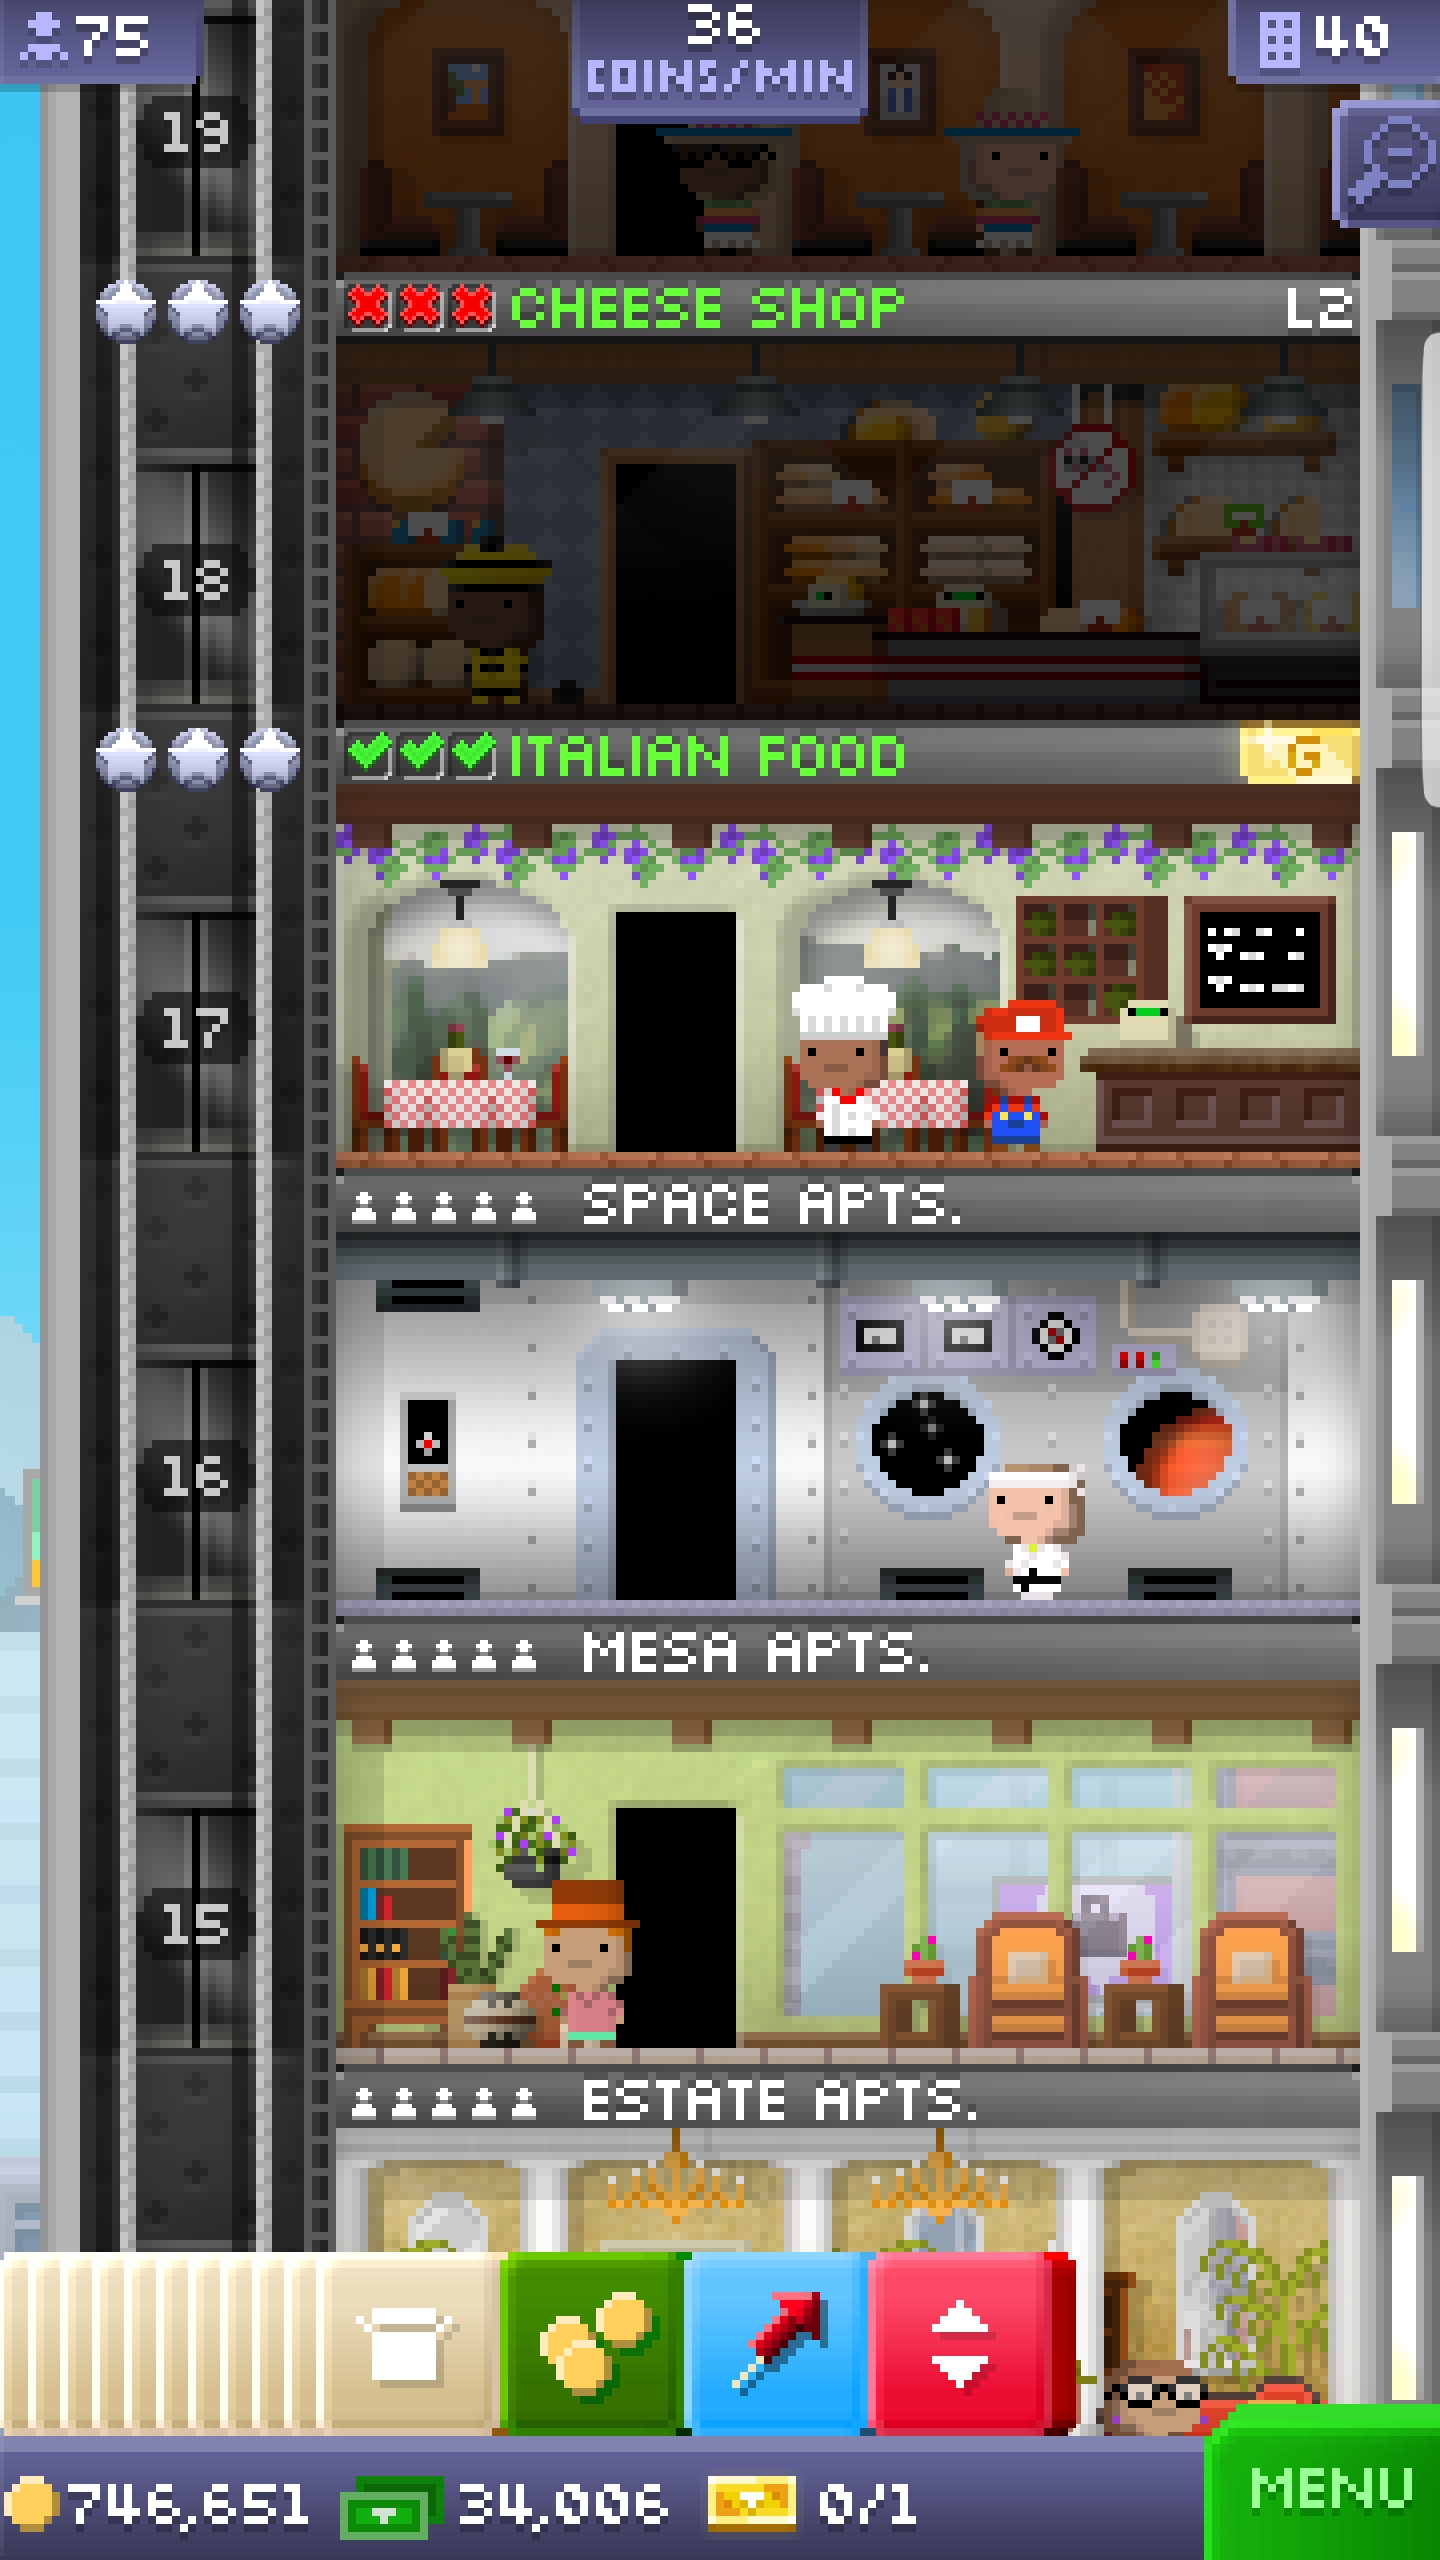 75
36
COINS/MIN
40
19
CHEESE SHOP
L2
18
ITALIAN FOOD
G
17
SPACE APTS.
16
MESA APTS.
15
ESTATE APTS.
746,651
34,006
0/1
MENU